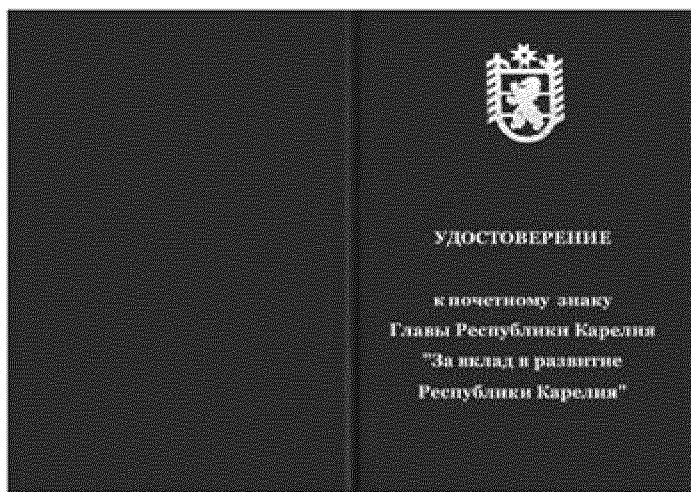 УДОСТОВЕРЕНИЕ
к почетному знаку
Главы Республики Карелия
"За вклад в развитие
Республики Карелия"